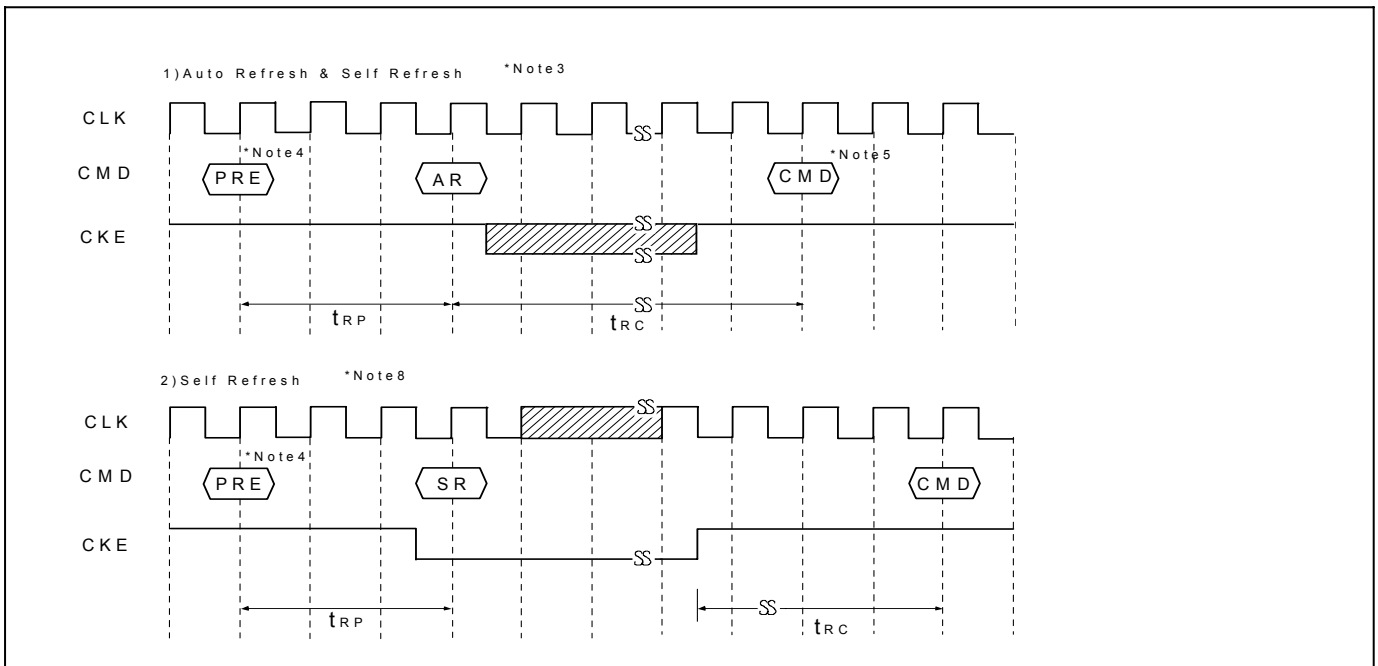 1)Auto Refresh & Self Refresh *Note3
CLK
*Note4 *Note5
CMD PRE AR CMD
CKE
tRP tRC
2)Self Refresh *Note8
CLK
*Note4
CMD PRE SR CMD
CKE
tRP tRC